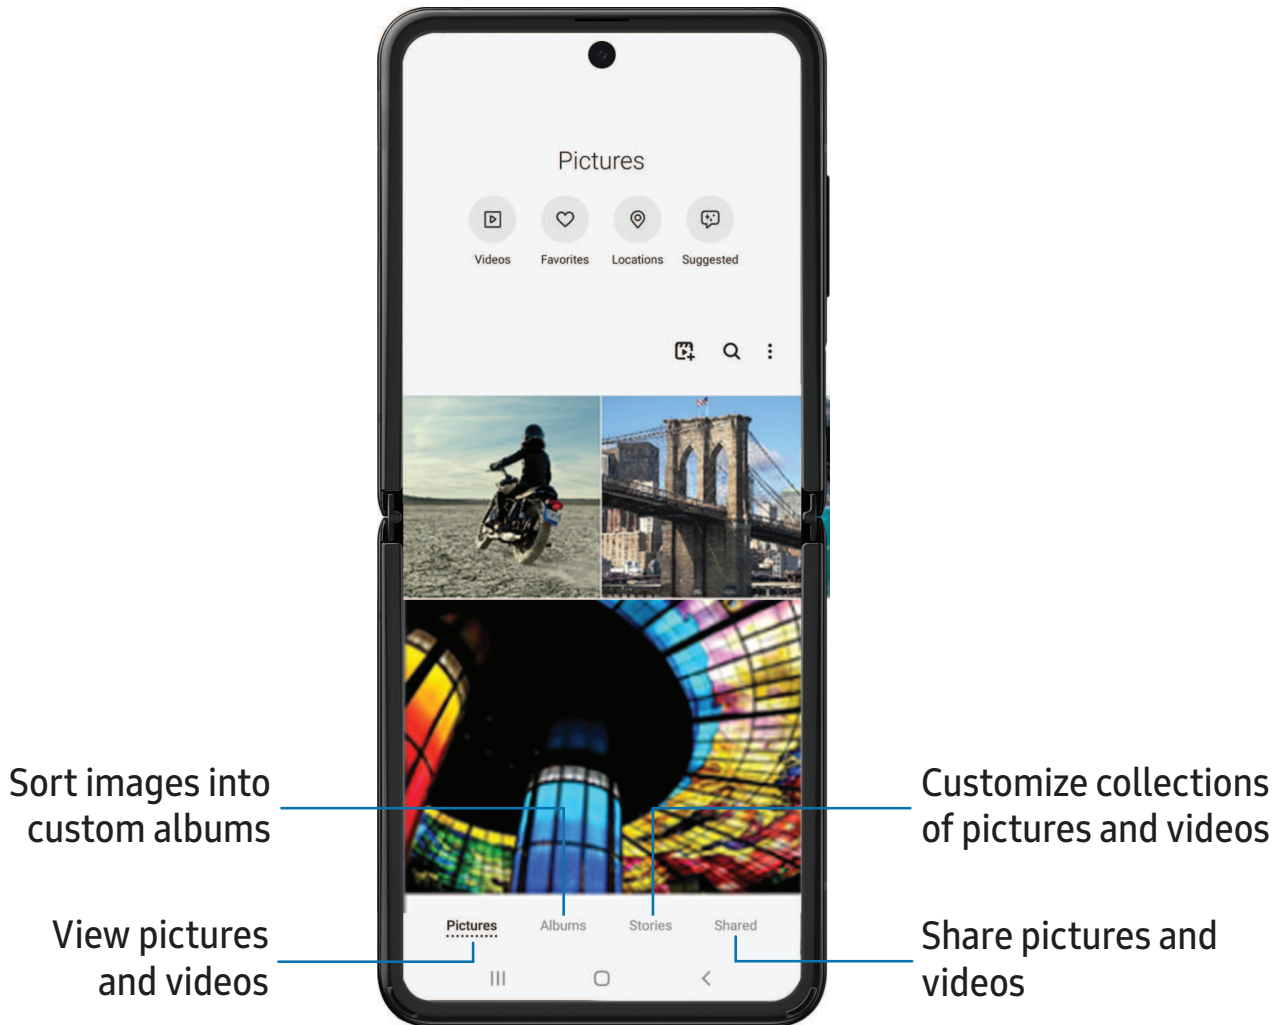 Pictures
Videos Favorites Locations Suggested
Sort images into
custom albums
Customize collections
of pictures and videos
Pictures Albums Stories Shared
View pictures
and videos
Share pictures and
videos